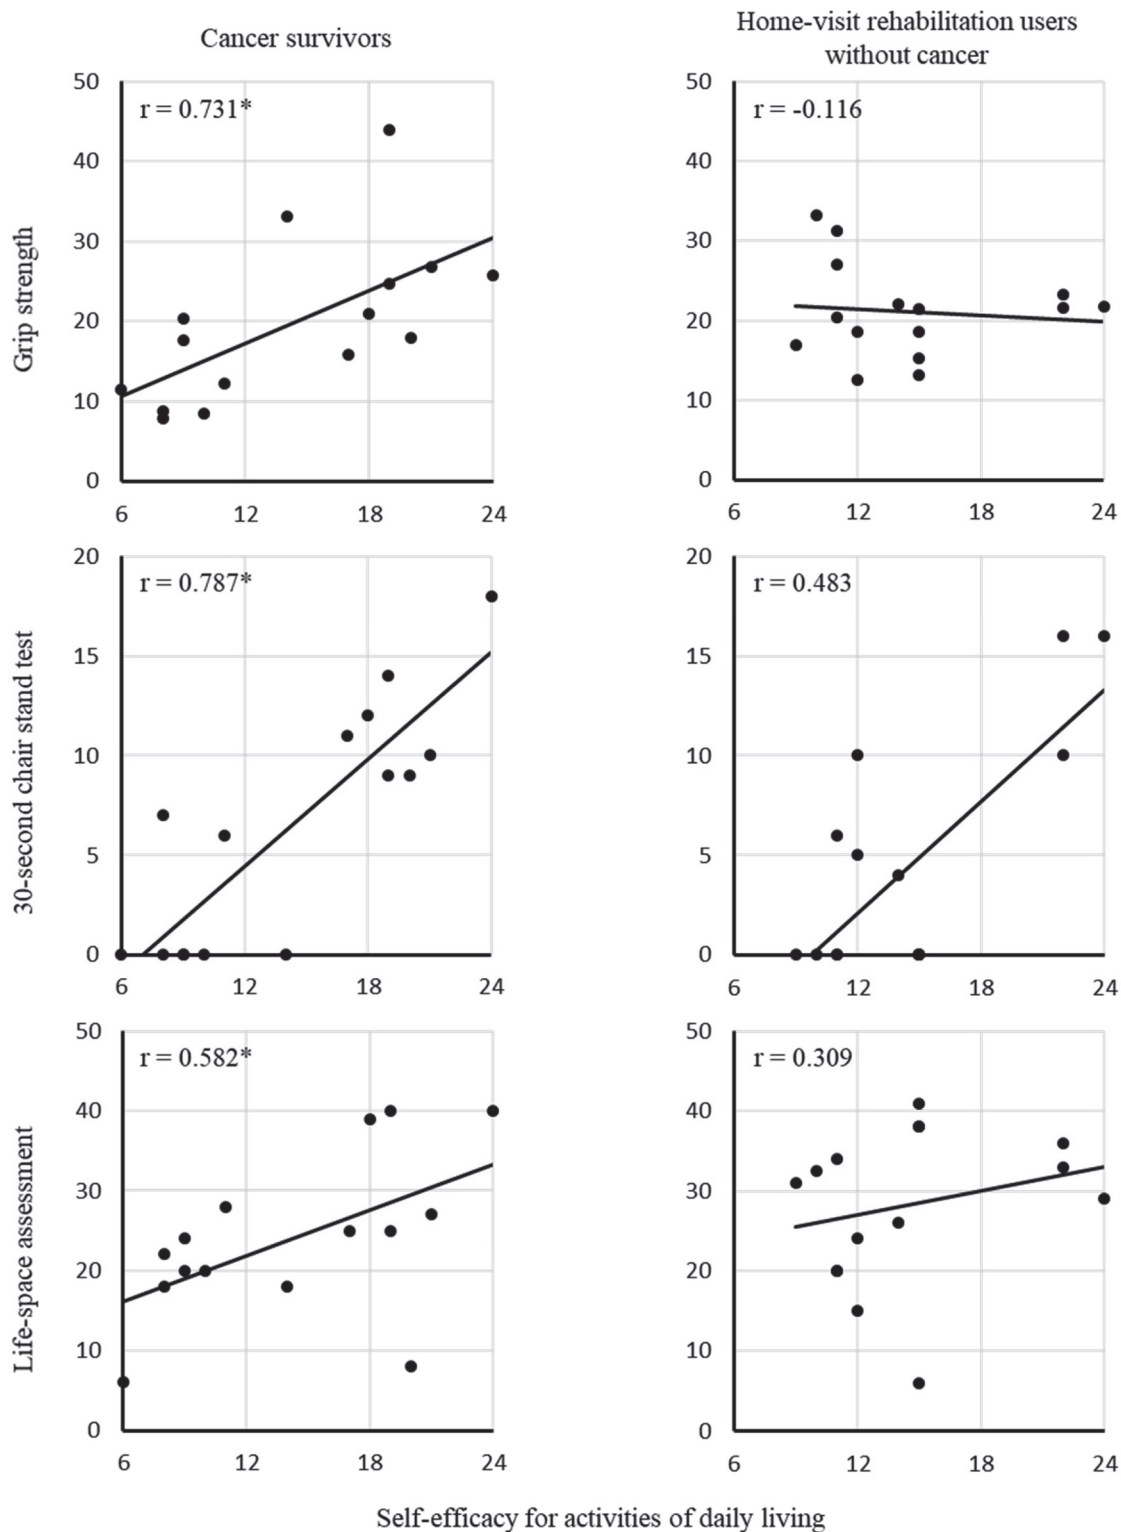 Cancer survivors
Home-visit rehabilitation users
without cancer
Grip strength
50
40
30
20
10
0
r = 0.731*
6 12 18 24
50
40
30
20
10
0
r = -0.116
6 12 18 24
30-second chair stand test
20
15
10
5
0
r = 0.787*
6 12 18 24
20
15
10
5
0
r = 0.483
6 12 18 24
Life-space assessment
50
40
30
20
10
0
r = 0.582*
6 12 18 24
50
40
30
20
10
0
r = 0.309
6 12 18 24
Self-efficacy for activities of daily living